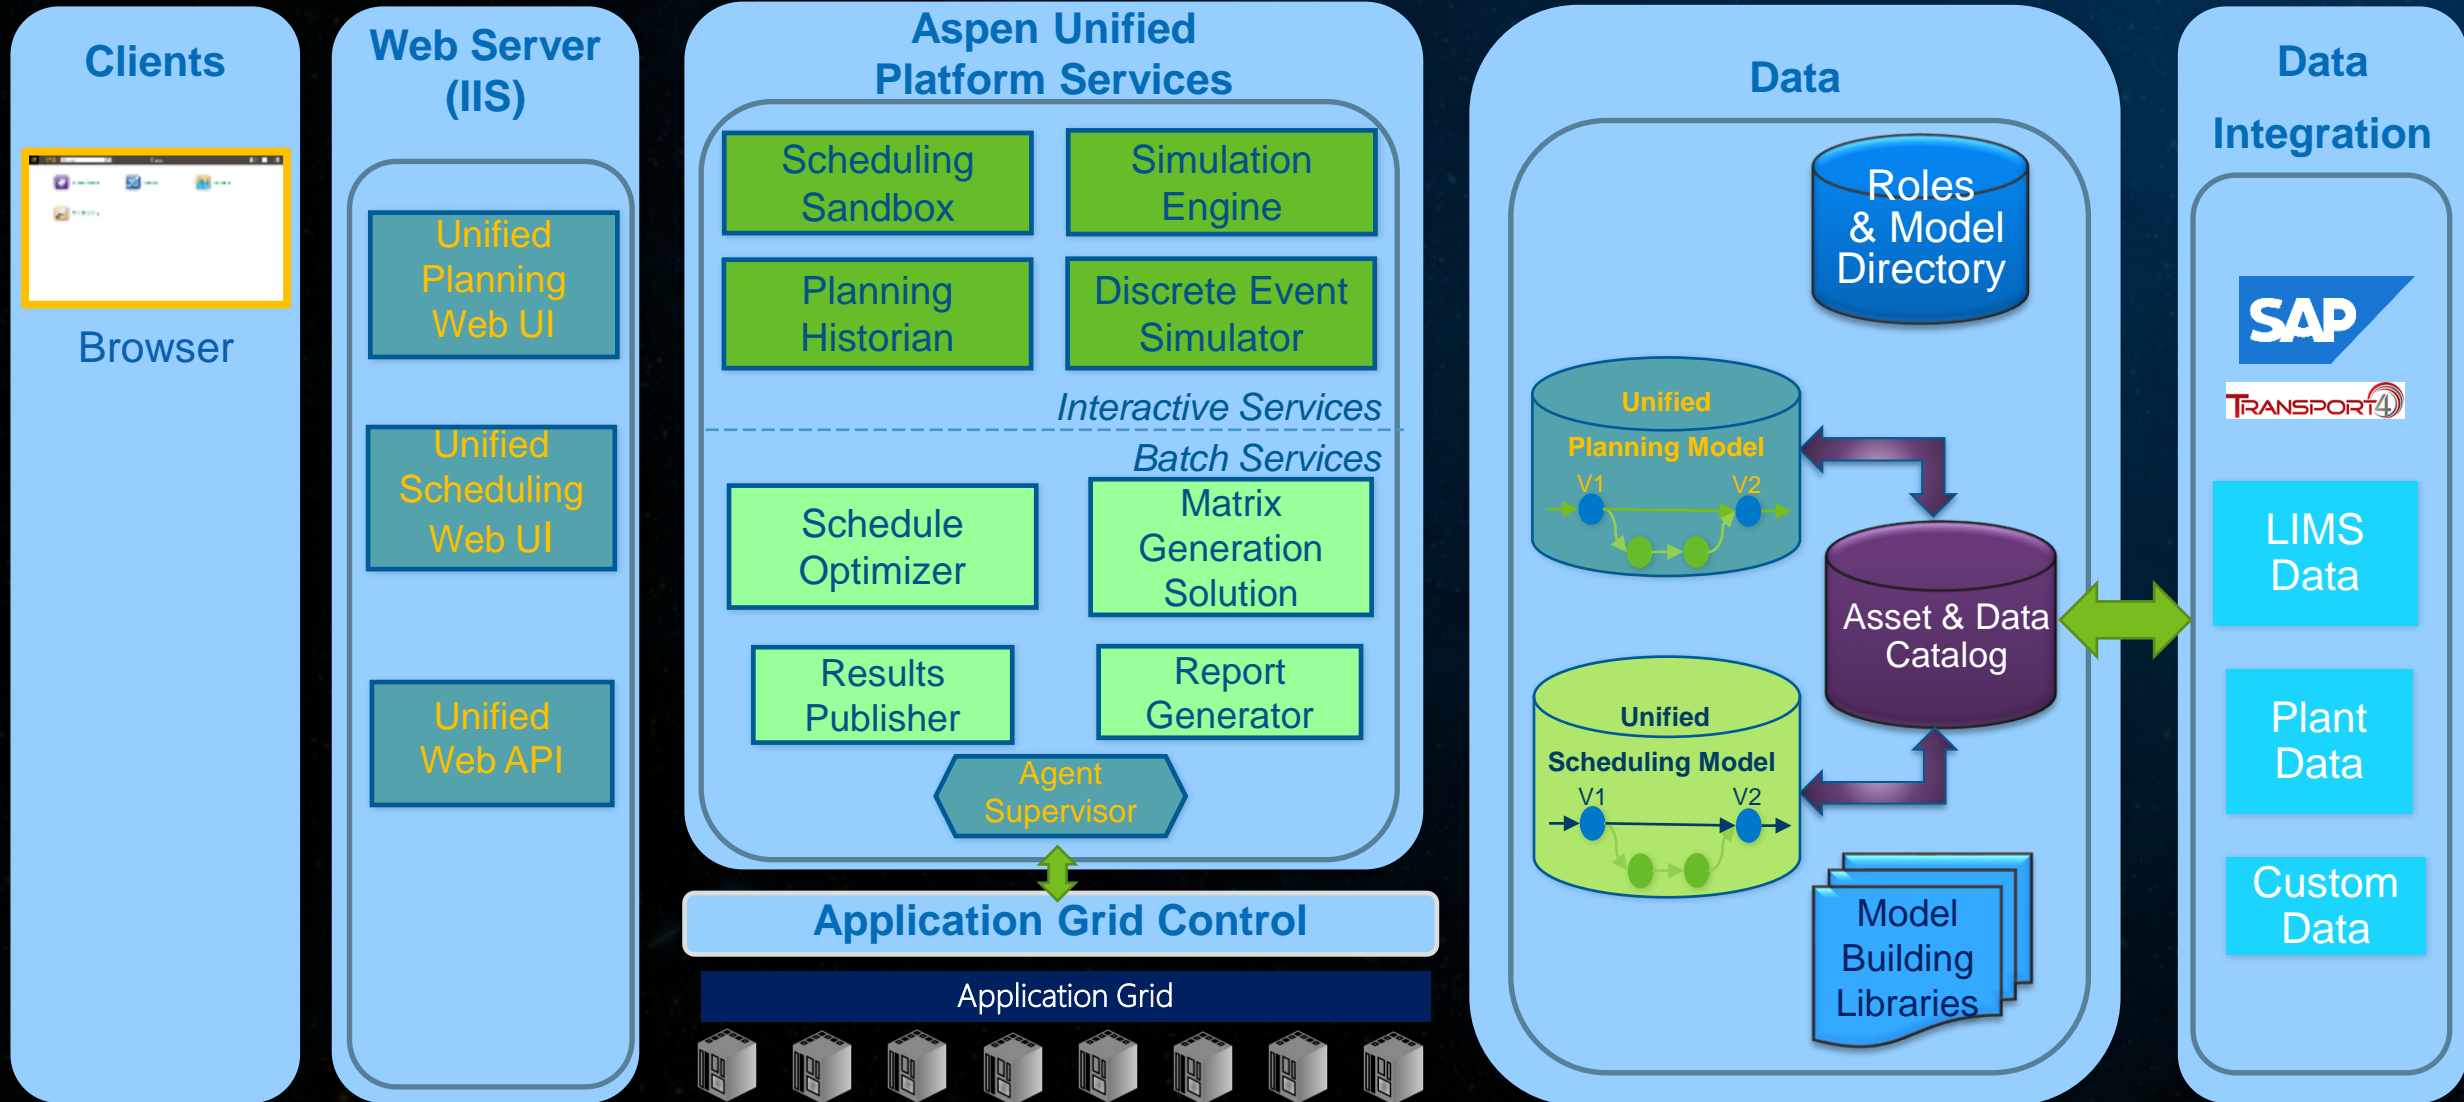 Clients
Browser
Web Server
(IIS)
Unified
Planning
Web UI
Unified
Scheduling
Web UI
Unified
Web API
Aspen Unified
Platform Services
Scheduling
Sandbox
Simulation
Engine
Planning
Historian
Discrete Event
Simulator
Interactive Services
Batch Services
Schedule
Optimizer
Matrix
Generation
Solution
Results
Publisher
Report
Generator
Agent
Supervisor
Application Grid Control
Application Grid
Data
Roles
& Model
Directory
Unified
Planning Model
V1 V2
Asset & Data
Catalog
Unified
Scheduling Model
V1 V2
Model
Building
Libraries
Data
Integration
SAP
TRANSPORT4
LIMS
Data
Plant
Data
Custom
Data